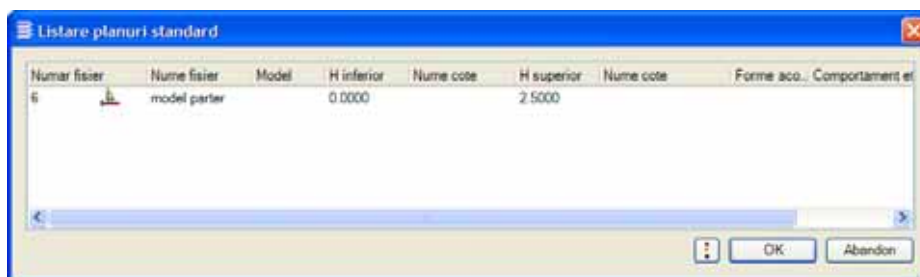 Listare planuri standard
Numar fisier Nume fisier Model H inferior Nume cote H superior Nume cote Forme aco.. Comportament et
6 model parter 0.0000 2.5000
OK Abandon